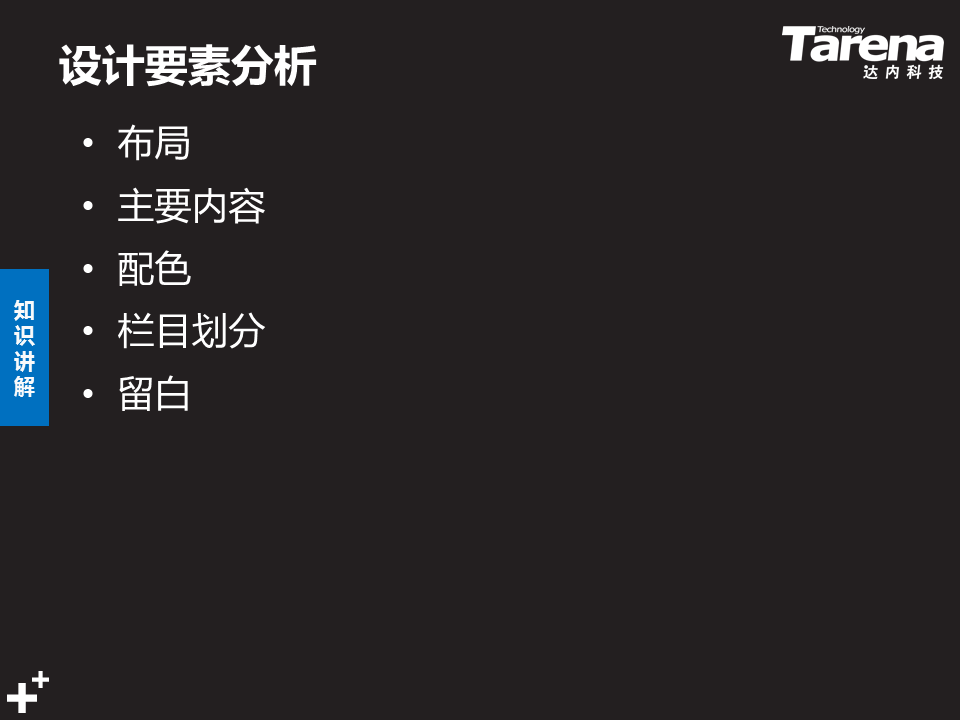 设计要素分析
Technology
Tarena
达内科技
• 布局
• 主要内容
• 配色
• 栏目划分
• 留白
知
识
讲
解